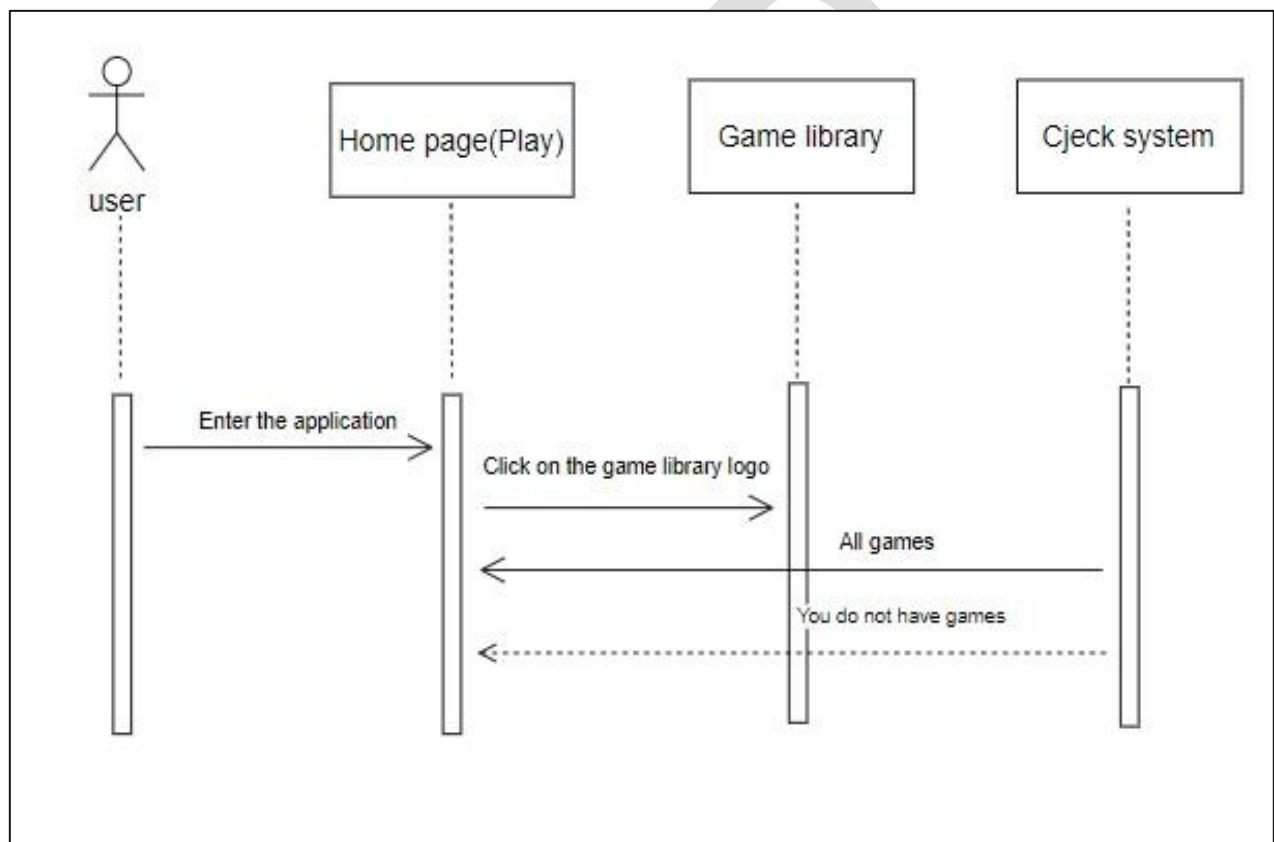 user
Home page(Play)
Game library
Cjeck system
Enter the application
Click on the game library logo
All games
You do not have games